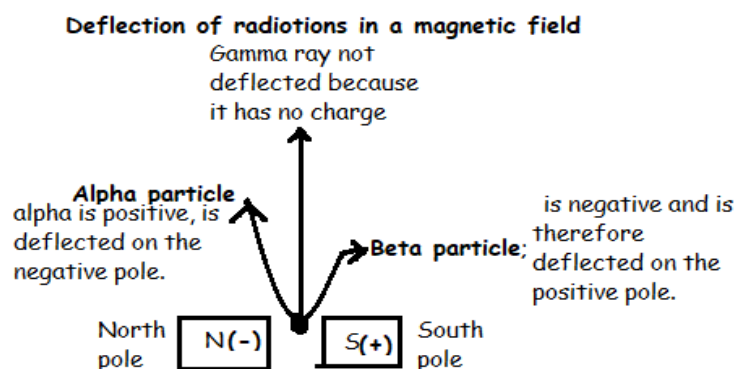 Deflection of radiotions in a magnetic field
Gamma ray not
deflected because
it has no charge
Alpha particle
alpha is positive, is
deflected on the
negative pole.
Beta particle;
is negative and is
therefore
deflected on the
positive pole.
North
pole
N(-)
S(+)
South
pole